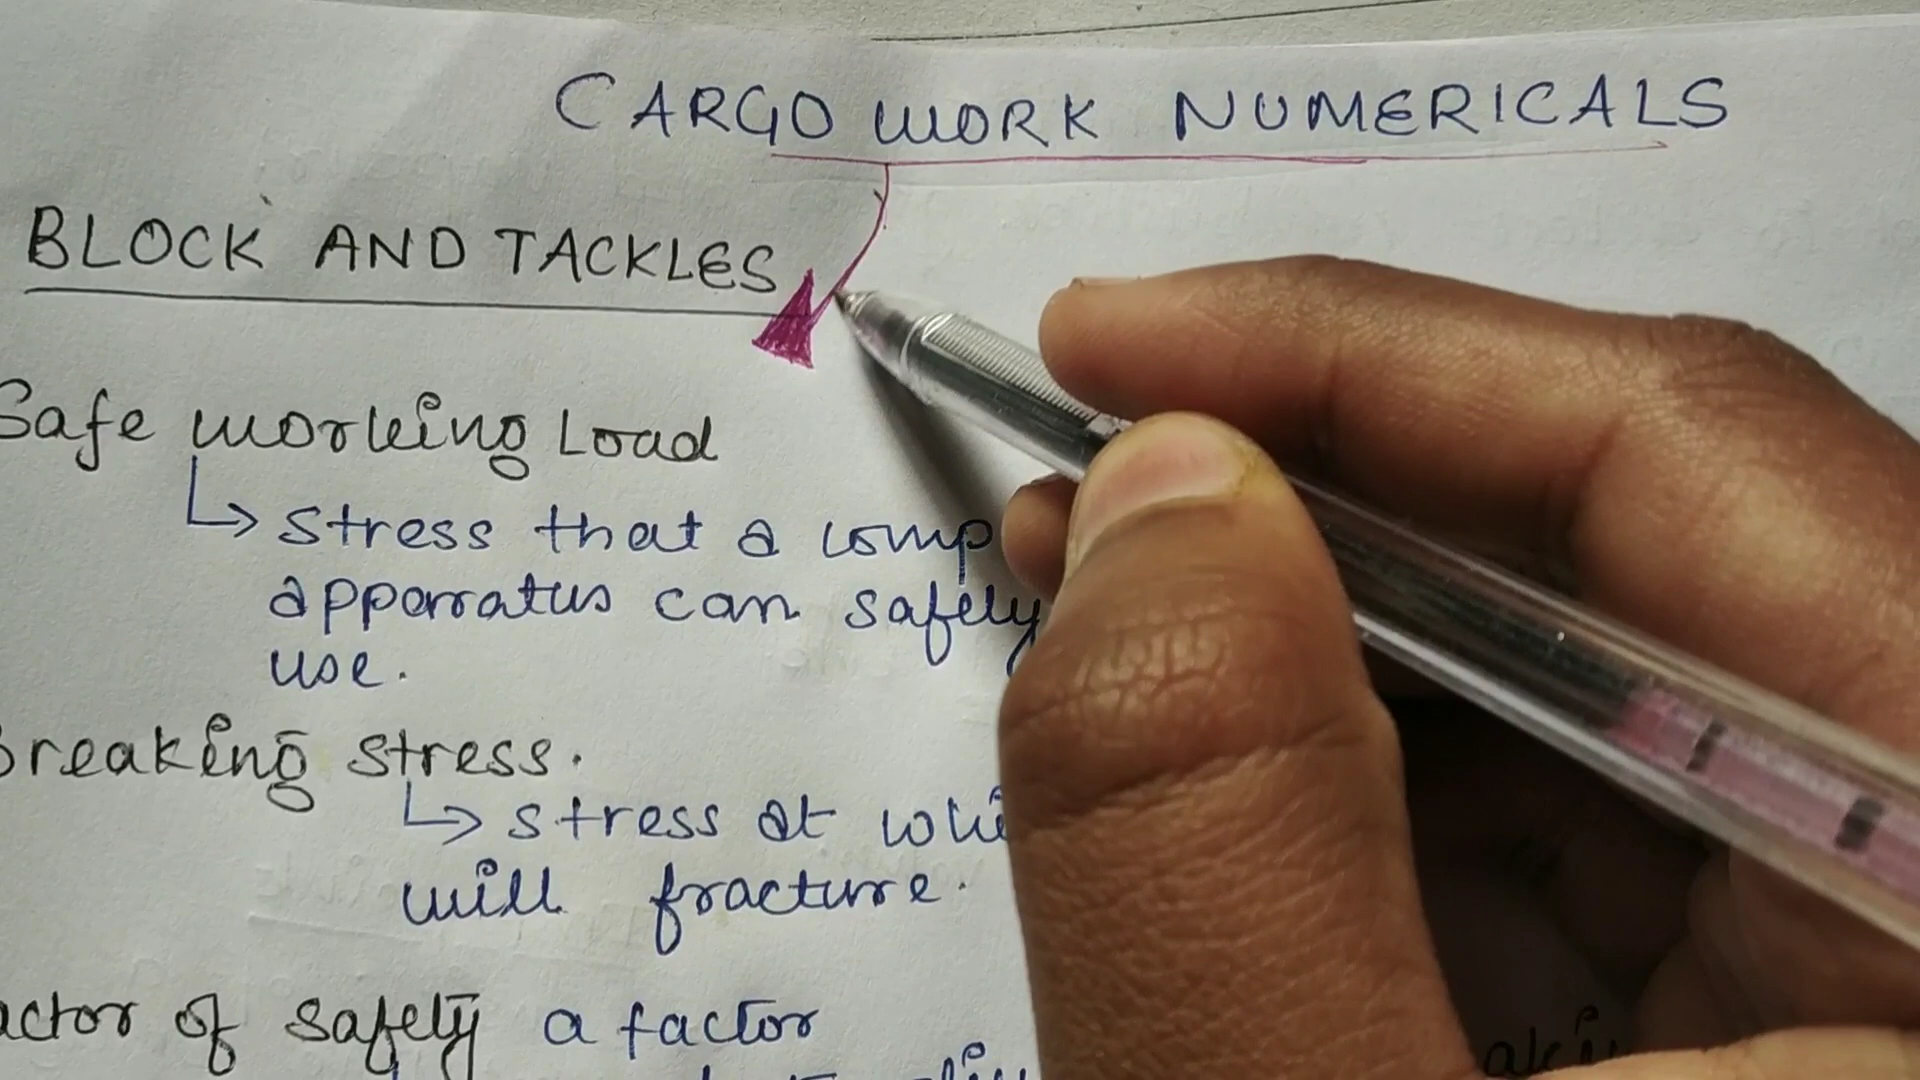 CARGO WORK NUMERICALS
BLOCK AND TACKLES
Safe working Load
↳ stress that a comp
apparatus can safely
use.
Breaking stress.
↳ stress at whi
will fracture.
actor of safety a factor